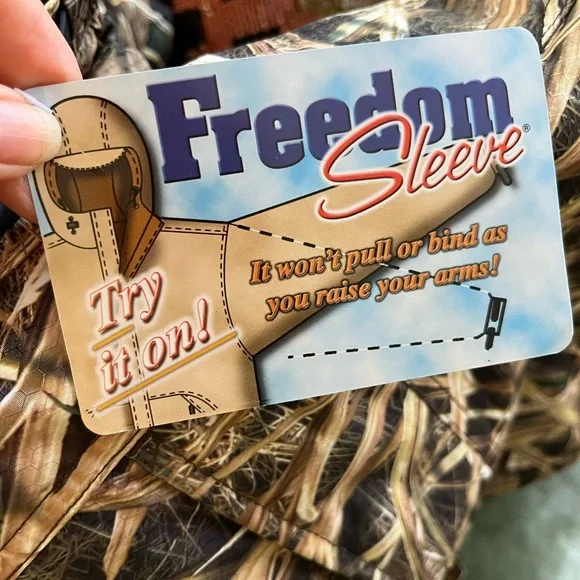 Freedom
Sleeve®
It won't pull or bind as
you raise your arms!
Try
it on!